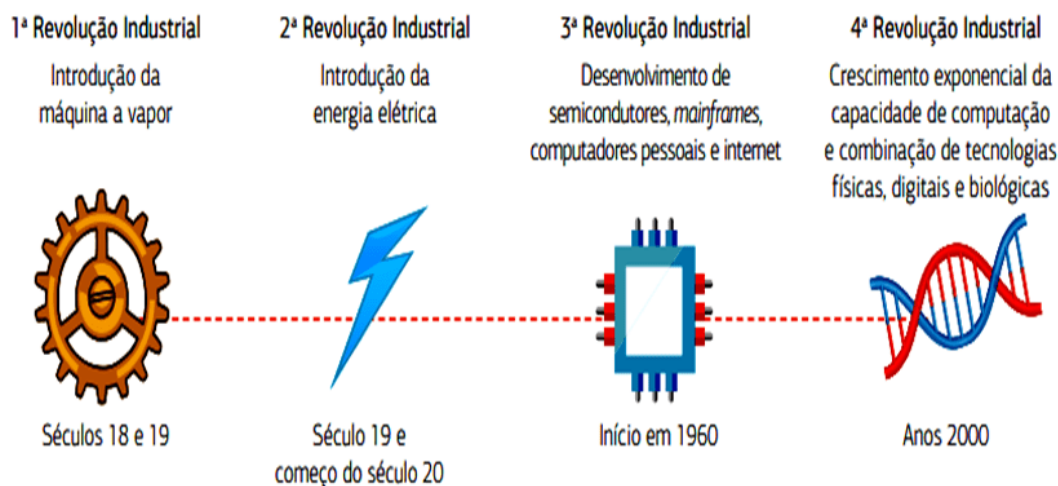 1ª Revolução Industrial
Introdução da
máquina a vapor
Séculos 18 e 19
2ª Revolução Industrial
Introdução da
energia elétrica
Século 19 e
começo do século 20
3ª Revolução Industrial
Desenvolvimento de
semicondutores, mainframes,
computadores pessoais e internet
Início em 1960
4ª Revolução Industrial
Crescimento exponencial da
capacidade de computação
e combinação de tecnologias
físicas, digitais e biológicas
Anos 2000